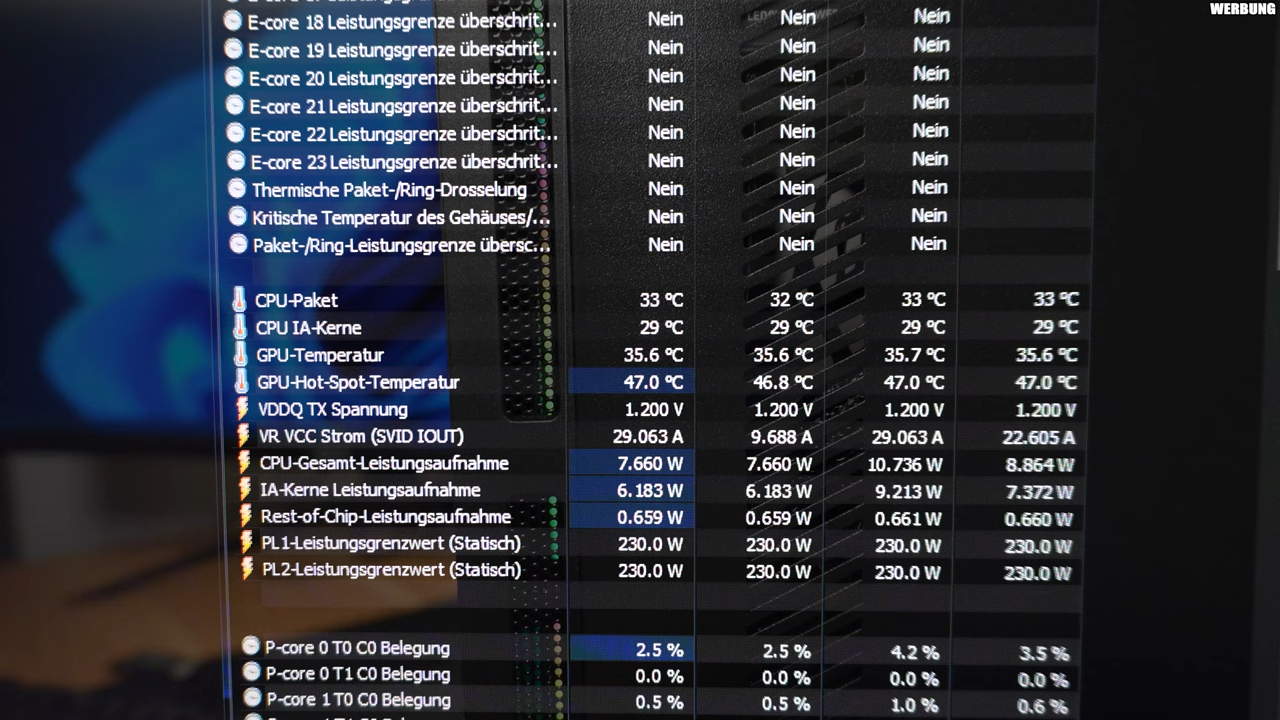 WERBUNG
E-core 18 Leistungsgrenze überschrit... Nein Nein Nein
E-core 19 Leistungsgrenze überschrit... Nein Nein Nein
E-core 20 Leistungsgrenze überschrit... Nein Nein Nein
E-core 21 Leistungsgrenze überschrit... Nein Nein Nein
E-core 22 Leistungsgrenze überschrit... Nein Nein Nein
E-core 23 Leistungsgrenze überschrit... Nein Nein Nein
Thermische Paket-/Ring-Drosselung Nein Nein Nein
Kritische Temperatur des Gehäuses/... Nein Nein Nein
Paket-/Ring-Leistungsgrenze übersc... Nein Nein Nein
CPU-Paket 33 °C 32 °C 33 °C 33 °C
CPU IA-Kerne 29 °C 29 °C 29 °C 29 °C
GPU-Temperatur 35.6 °C 35.6 °C 35.7 °C 35.6 °C
GPU-Hot-Spot-Temperatur 47.0 °C 46.8 °C 47.0 °C 47.0 °C
VDDQ TX Spannung 1.200 V 1.200 V 1.200 V 1.200 V
VR VCC Strom (SVID IOUT) 29.063 A 9.688 A 29.063 A 22.605 A
CPU-Gesamt-Leistungsaufnahme 7.660 W 7.660 W 10.736 W 8.864 W
IA-Kerne Leistungsaufnahme 6.183 W 6.183 W 9.213 W 7.372 W
Rest-of-Chip-Leistungsaufnahme 0.659 W 0.659 W 0.661 W 0.660 W
PL1-Leistungsgrenzwert (Statisch) 230.0 W 230.0 W 230.0 W 230.0 W
PL2-Leistungsgrenzwert (Statisch) 230.0 W 230.0 W 230.0 W 230.0 W
P-core 0 T0 C0 Belegung 2.5 % 2.5 % 4.2 % 3.5 %
P-core 0 T1 C0 Belegung 0.0 % 0.0 % 0.0 % 0.0 %
P-core 1 T0 C0 Belegung 0.5 % 0.5 % 1.0 % 0.6 %